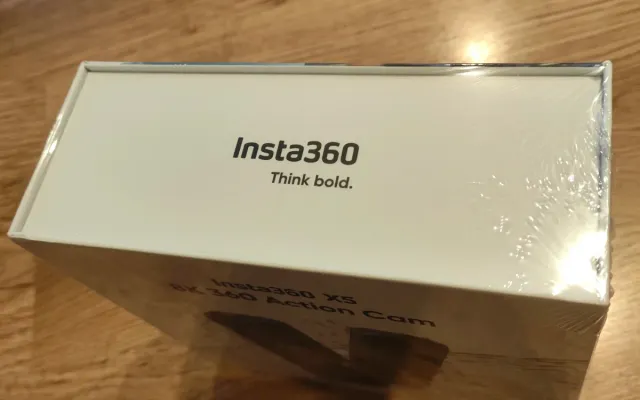 Insta360
Think bold.
Insta360 X5
8K 360 Action Cam